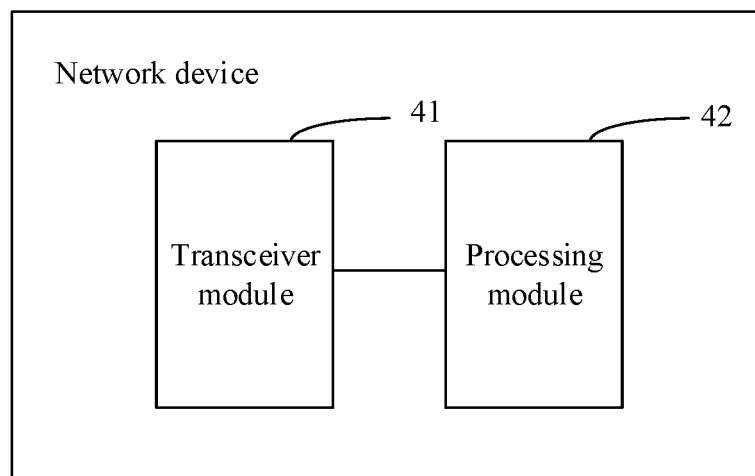 Network device
41
42
Transceiver
module
Processing
module